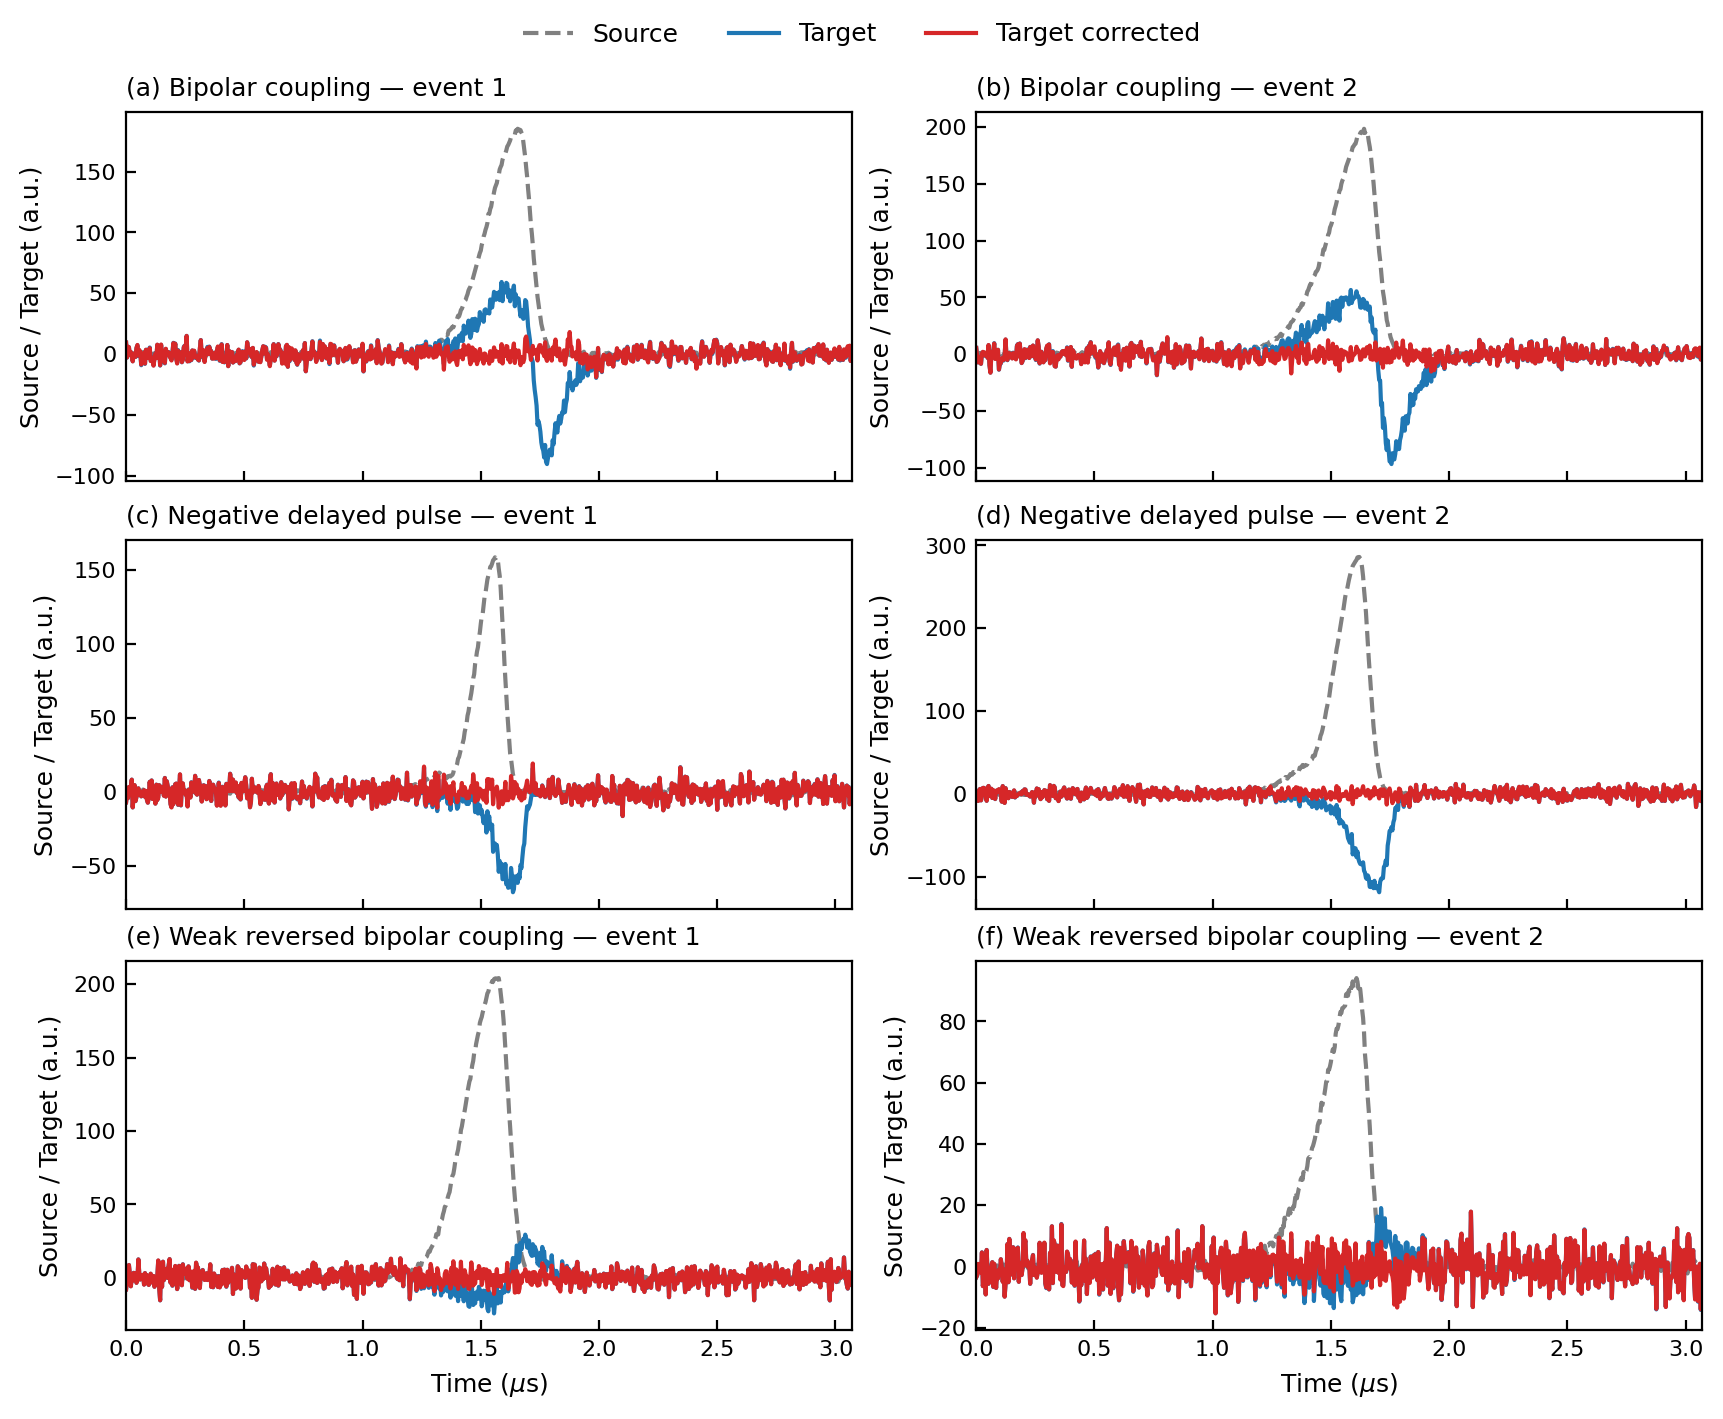 Source Target Target corrected
(a) Bipolar coupling — event 1
(b) Bipolar coupling — event 2
Source / Target (a.u.)
150
100
50
0
−50
−100
Source / Target (a.u.)
200
150
100
50
0
−50
−100
(c) Negative delayed pulse — event 1
(d) Negative delayed pulse — event 2
Source / Target (a.u.)
150
100
50
0
−50
Source / Target (a.u.)
300
200
100
0
−100
(e) Weak reversed bipolar coupling — event 1
(f) Weak reversed bipolar coupling — event 2
Source / Target (a.u.)
200
150
100
50
0
0.0 0.5 1.0 1.5 2.0 2.5 3.0
Time (μs)
Source / Target (a.u.)
80
60
40
20
0
−20
0.0 0.5 1.0 1.5 2.0 2.5 3.0
Time (μs)